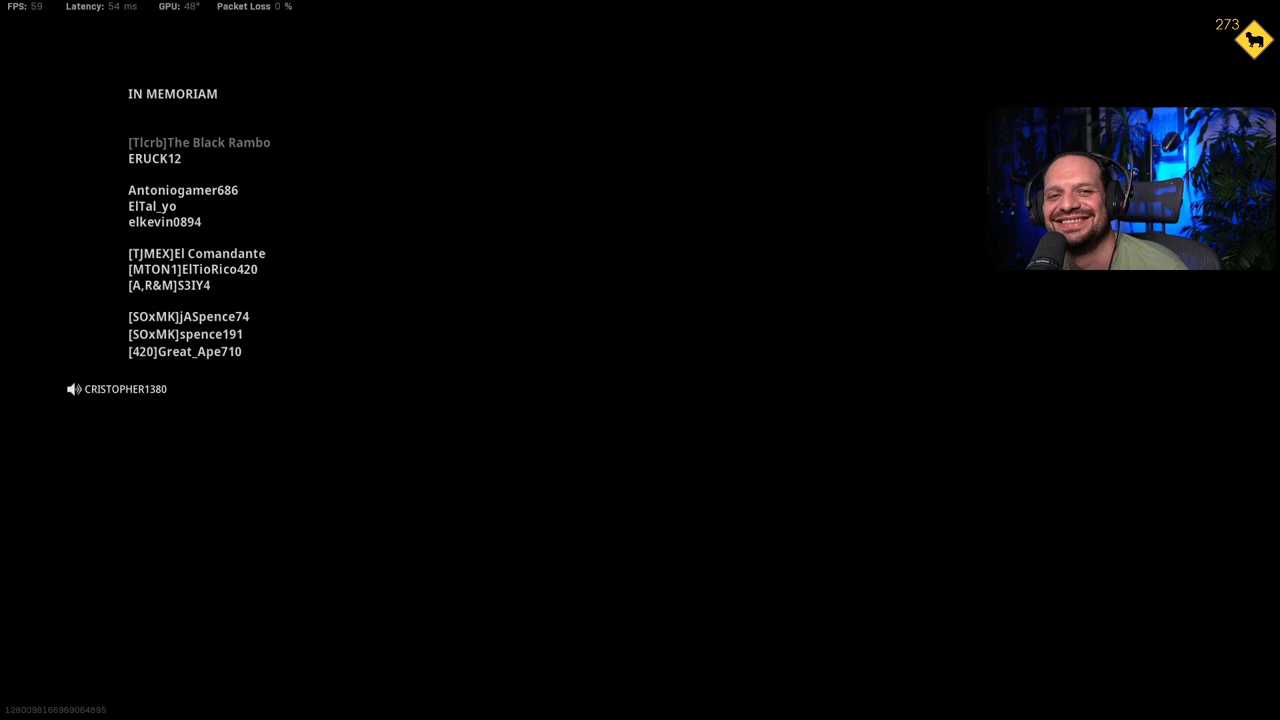 FPS: 59 Latency: 54 ms GPU: 48° Packet Loss 0 %
273
IN MEMORIAM
[Tlcrb]The Black Rambo
ERUCK12
Antoniogamer686
ElTal_yo
elkevin0894
[TJMEX]El Comandante
[MTON1]ElTioRico420
[A,R&M]S3IY4
[SOxMK]jASpence74
[SOxMK]spence191
[420]Great_Ape710
CRISTOPHER1380
1280098166969064895